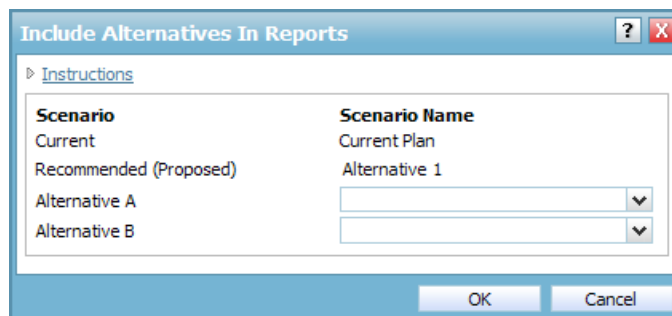 Include Alternatives In Reports
? X
Instructions
Scenario Scenario Name
Current Current Plan
Recommended (Proposed) Alternative 1
Alternative A
Alternative B
OK Cancel